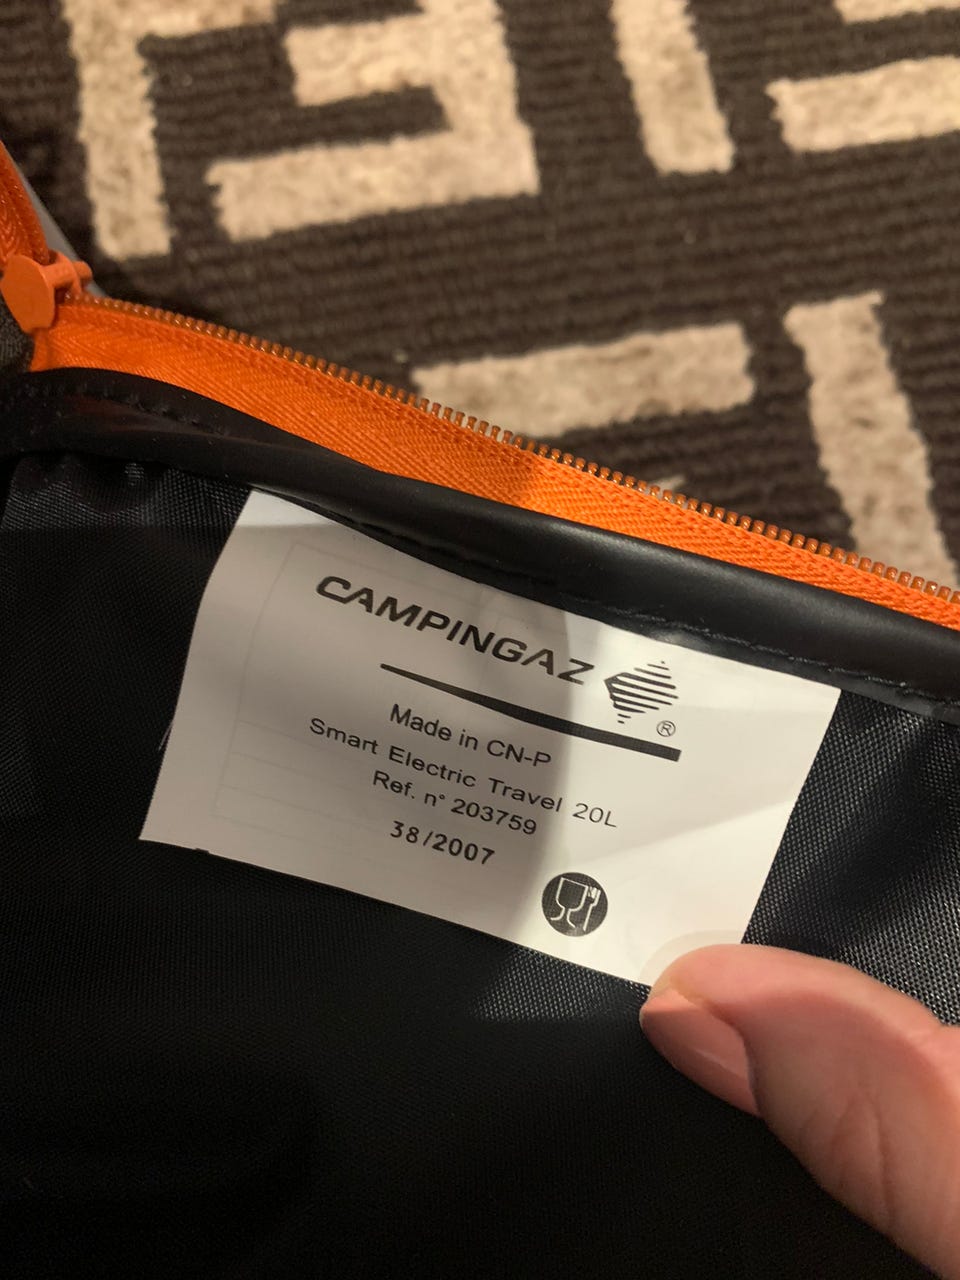 CAMPINGAZ
®
Made in CN-P
Smart Electric Travel 20L
Ref. n° 203759
38/2007